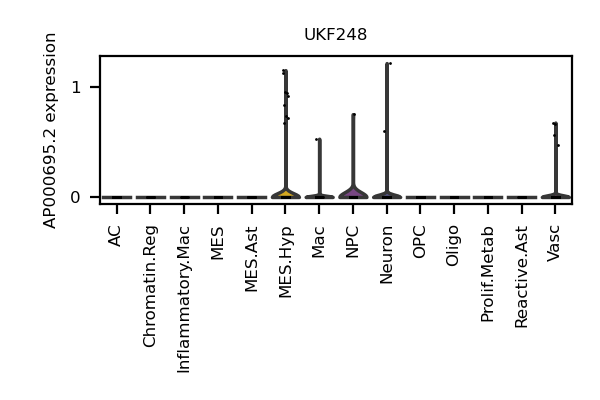 UKF248
AP000695.2 expression
1
0
AC
Chromatin.Reg
Inflammatory.Mac
MES
MES.Ast
MES.Hyp
Mac
NPC
Neuron
OPC
Oligo
Prolif.Metab
Reactive.Ast
Vasc